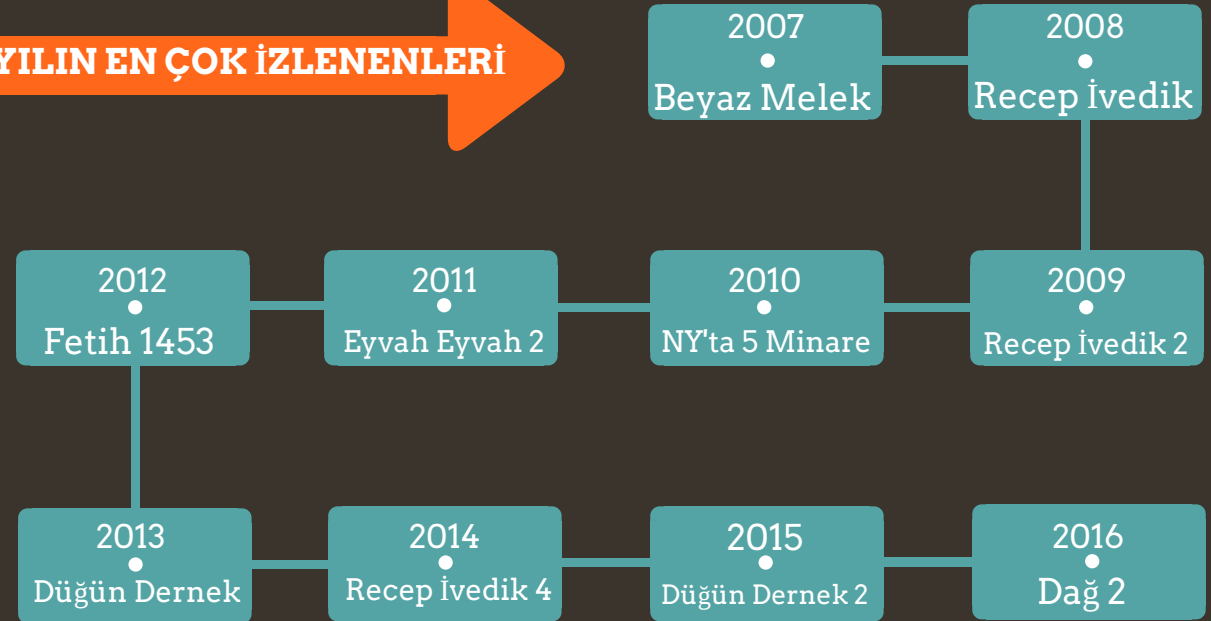 YILIN EN ÇOK İZLENENLERİ
2007
Beyaz Melek
2008
Recep İvedik
2009
Recep İvedik 2
2010
NY'ta 5 Minare
2011
Eyvah Eyvah 2
2012
Fetih 1453
2013
Düğün Dernek
2014
Recep İvedik 4
2015
Düğün Dernek 2
2016
Dağ 2